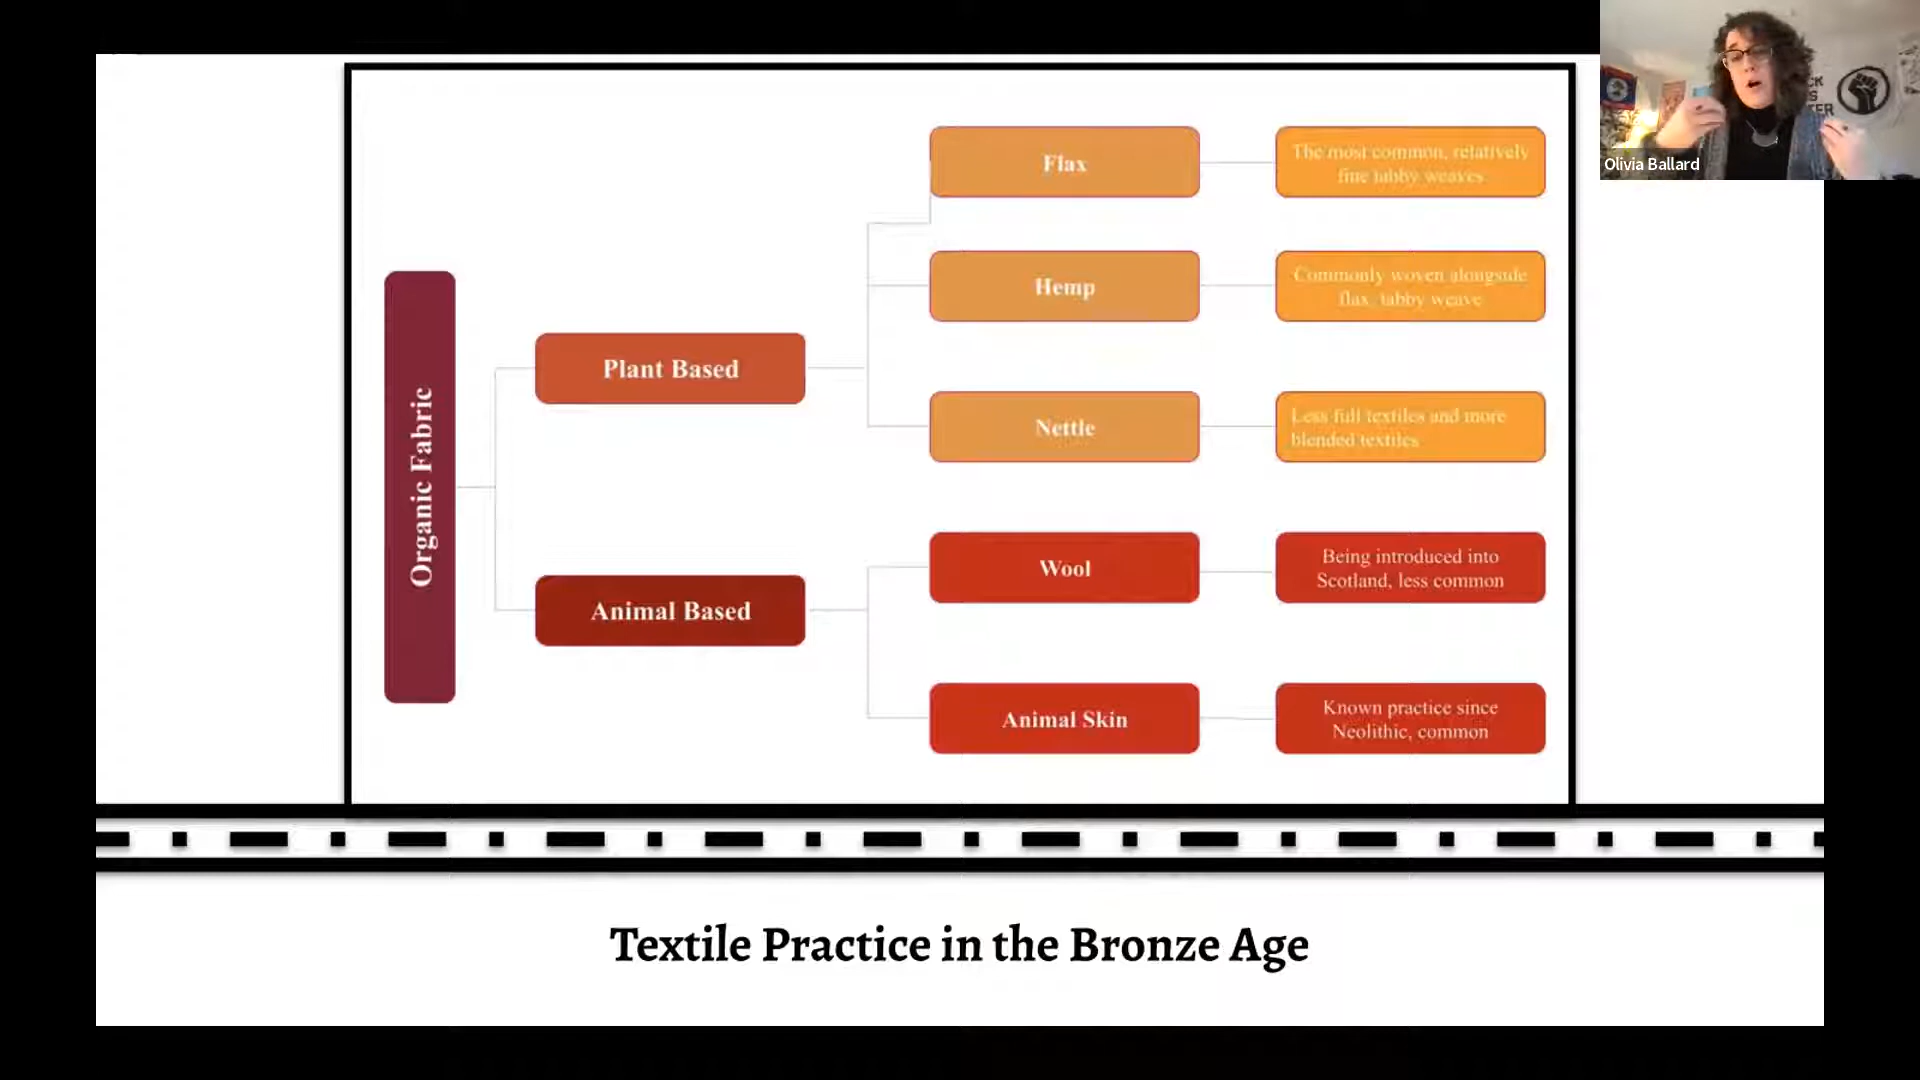 Organic Fabric
Plant Based
Animal Based
Flax
The most common, relatively
fine tabby weaves
Hemp
Commonly woven alongside
flax, tabby weave
Nettle
Less full textiles and more
blended textiles
Wool
Being introduced into
Scotland, less common
Animal Skin
Known practice since
Neolithic, common
Textile Practice in the Bronze Age
Olivia Ballard